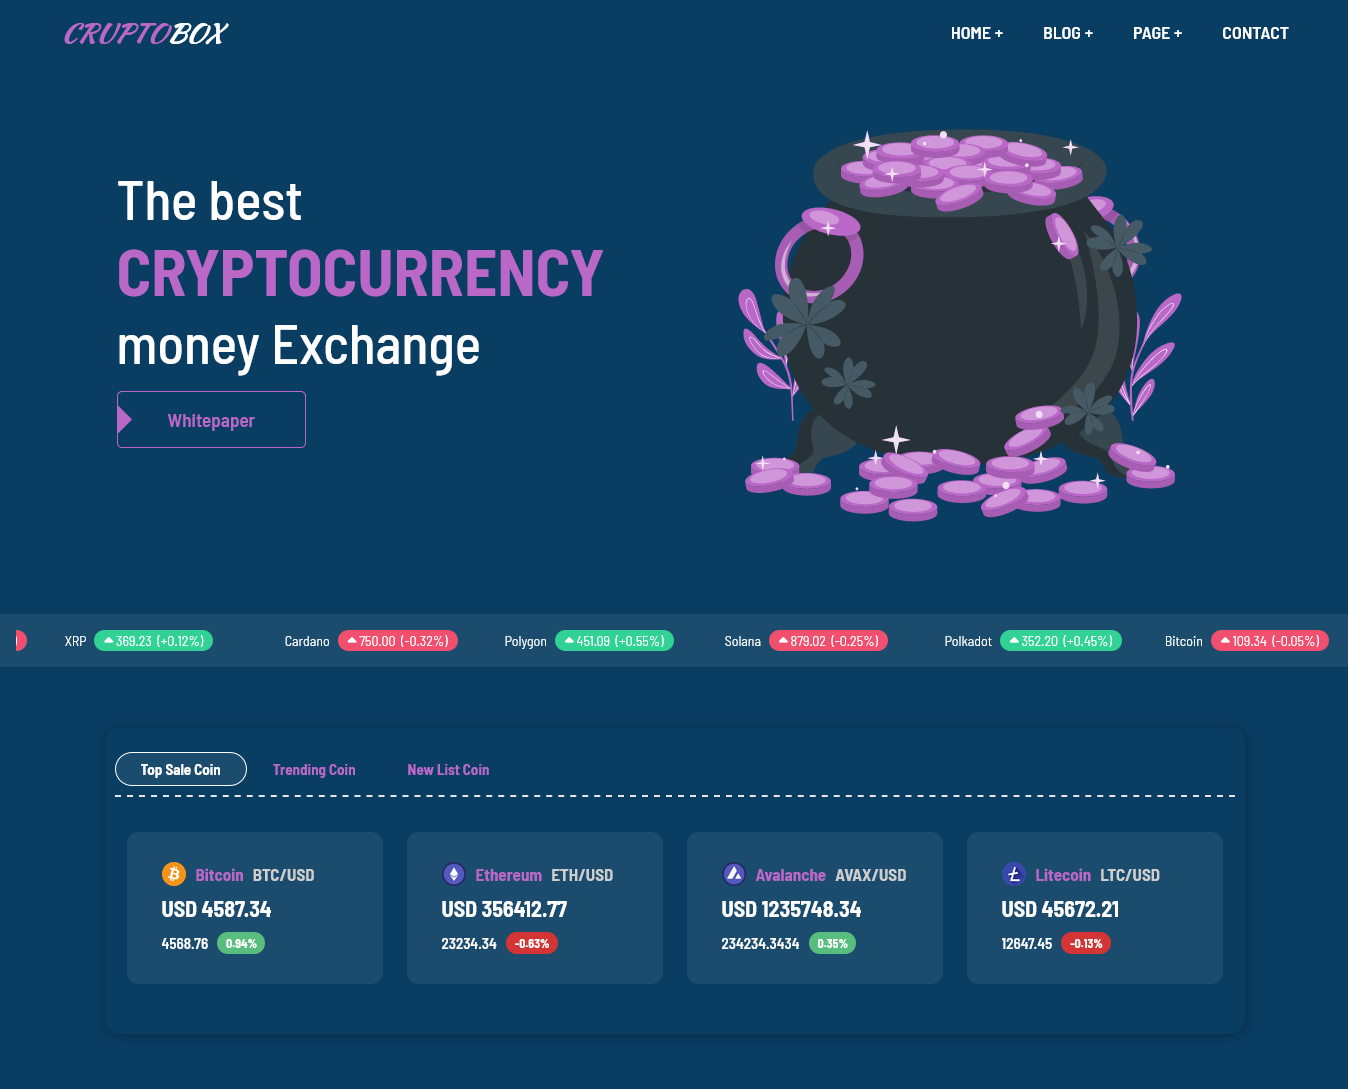 CRUPTOBOX
HOME + BLOG + PAGE + CONTACT
The best
CRYPTOCURRENCY
money Exchange
Whitepaper
XRP 369.23 (+0.12%) Cardano 750.00 (-0.32%) Polygon 451.09 (+0.55%) Solana 879.02 (-0.25%) Polkadot 352.20 (+0.45%) Bitcoin 109.34 (-0.05%)
Top Sale Coin Trending Coin New List Coin
Bitcoin BTC/USD
USD 4587.34
4568.76 0.94%
Ethereum ETH/USD
USD 356412.77
23234.34 -0.63%
Avalanche AVAX/USD
USD 1235748.34
234234.3434 0.35%
Litecoin LTC/USD
USD 45672.21
12647.45 -0.13%